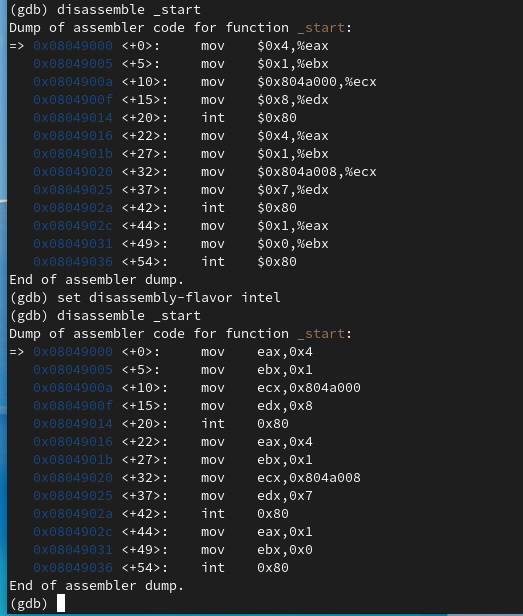 (gdb) disassemble _start
Dump of assembler code for function _start:
=> 0x08049000 <+0>:     mov    $0x4,%eax
   0x08049005 <+5>:     mov    $0x1,%ebx
   0x0804900a <+10>:    mov    $0x804a000,%ecx
   0x0804900f <+15>:    mov    $0x8,%edx
   0x08049014 <+20>:    int    $0x80
   0x08049016 <+22>:    mov    $0x4,%eax
   0x0804901b <+27>:    mov    $0x1,%ebx
   0x08049020 <+32>:    mov    $0x804a008,%ecx
   0x08049025 <+37>:    mov    $0x7,%edx
   0x0804902a <+42>:    int    $0x80
   0x0804902c <+44>:    mov    $0x1,%eax
   0x08049031 <+49>:    mov    $0x0,%ebx
   0x08049036 <+54>:    int    $0x80
End of assembler dump.
(gdb) set disassembly-flavor intel
(gdb) disassemble _start
Dump of assembler code for function _start:
=> 0x08049000 <+0>:     mov    eax,0x4
   0x08049005 <+5>:     mov    ebx,0x1
   0x0804900a <+10>:    mov    ecx,0x804a000
   0x0804900f <+15>:    mov    edx,0x8
   0x08049014 <+20>:    int    0x80
   0x08049016 <+22>:    mov    eax,0x4
   0x0804901b <+27>:    mov    ebx,0x1
   0x08049020 <+32>:    mov    ecx,0x804a008
   0x08049025 <+37>:    mov    edx,0x7
   0x0804902a <+42>:    int    0x80
   0x0804902c <+44>:    mov    eax,0x1
   0x08049031 <+49>:    mov    ebx,0x0
   0x08049036 <+54>:    int    0x80
End of assembler dump.
(gdb)